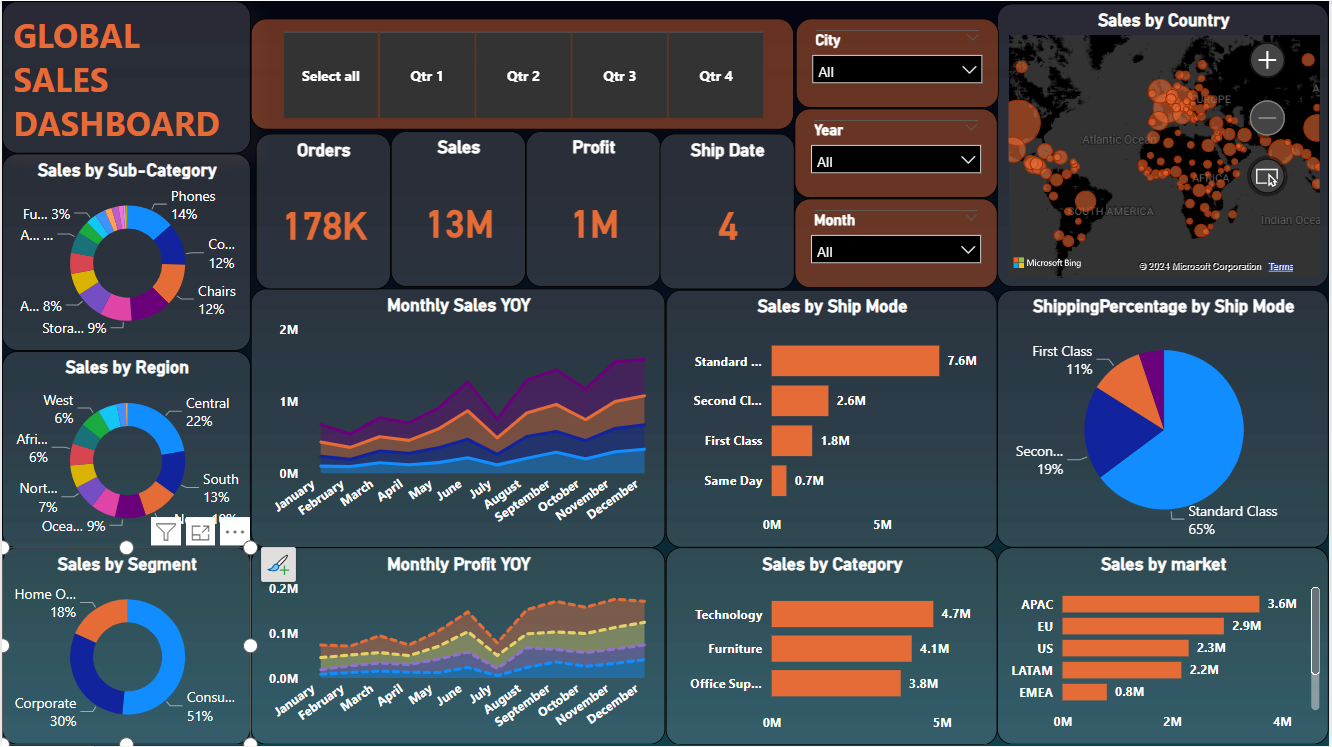 GLOBAL
SALES
DASHBOARD
Select all
Qtr 1
Qtr 2
Qtr 3
Qtr 4
City
All
Year
All
Month
All
Sales by Country
EUROPE
Atlantic Ocean
AFRICA
SOUTH AMERICA
Indian Ocea
Microsoft Bing
© 2024 Microsoft Corporation Terms
Orders
178K
Sales
13M
Profit
1M
Ship Date
4
Sales by Sub-Category
Phones
14%
Co...
12%
Chairs
12%
Stora... 9%
A... 8%
A... ...
Fu... 3%
Sales by Region
Central
22%
South
13%
Ocea... 9%
Nort...
7%
Afri...
6%
West
6%
Monthly Sales YOY
2M
1M
0M
January
February
March
April
May
June
July
August
September
October
November
December
Sales by Ship Mode
Standard ...
7.6M
Second Cl...
2.6M
First Class
1.8M
Same Day
0.7M
0M
5M
ShippingPercentage by Ship Mode
First Class
11%
Secon...
19%
Standard Class
65%
Sales by Segment
Home O...
18%
Corporate
30%
Consu...
51%
Monthly Profit YOY
0.2M
0.1M
0.0M
January
February
March
April
May
June
July
August
September
October
November
December
Sales by Category
Technology
4.7M
Furniture
4.1M
Office Sup...
3.8M
0M
5M
Sales by market
APAC
3.6M
EU
2.9M
US
2.3M
LATAM
2.2M
EMEA
0.8M
0M
2M
4M